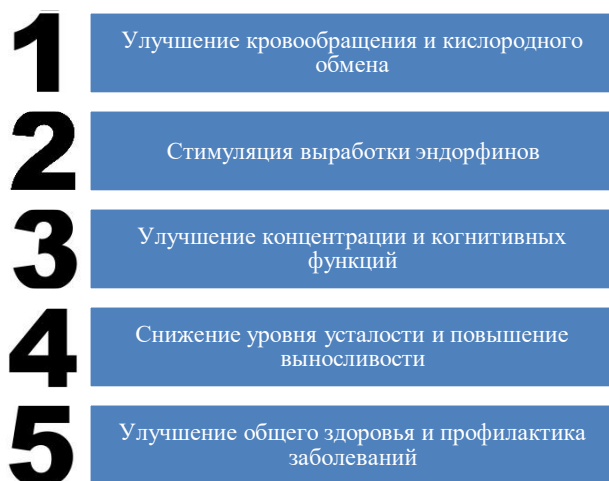 1
Улучшение кровообращения и кислородного
обмена
2
Стимуляция выработки эндорфинов
3
Улучшение концентрации и когнитивных
функций
4
Снижение уровня усталости и повышение
выносливости
5
Улучшение общего здоровья и профилактика
заболеваний